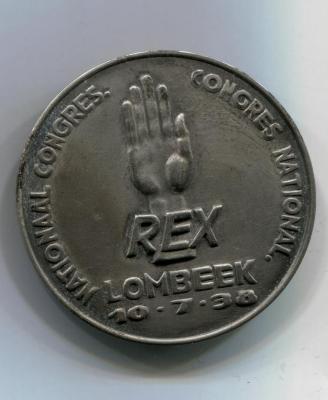 NATIONAAL CONGRES.
CONGRES NATIONAL.
REX
LOMBEEK
10·7·38